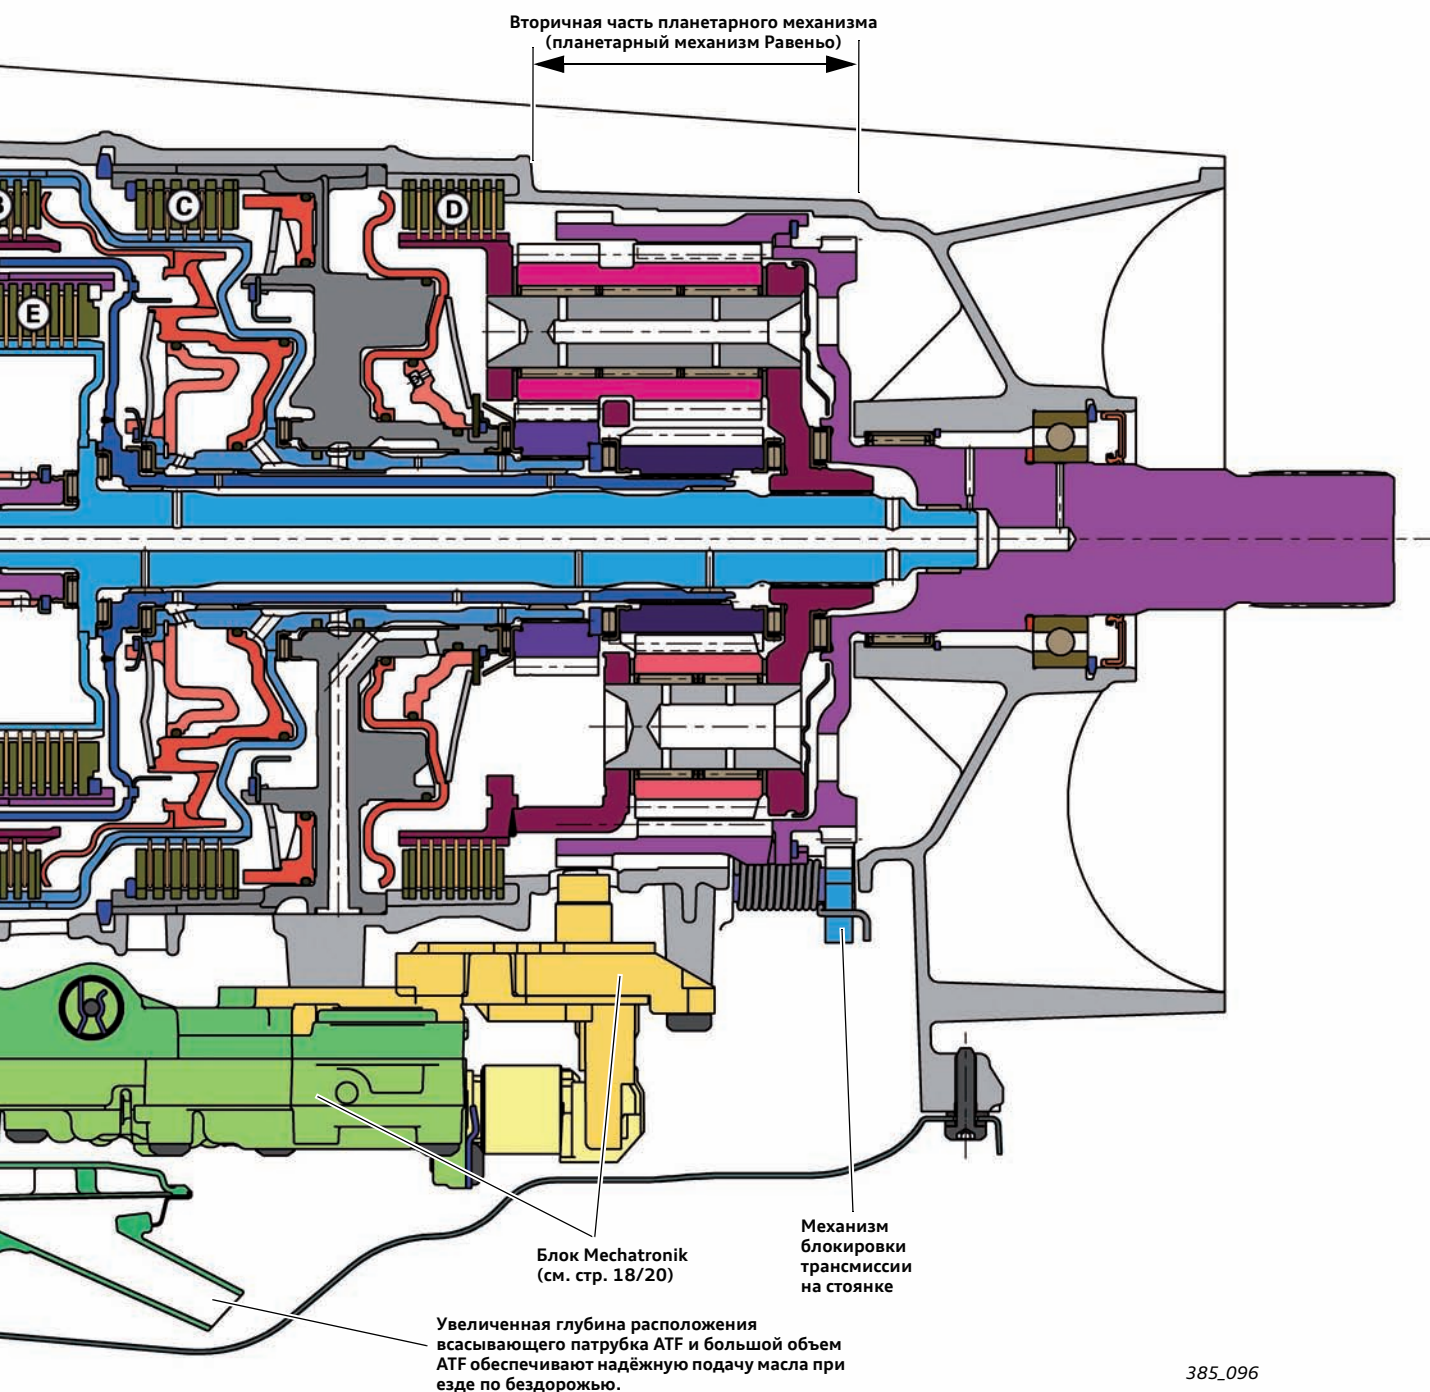 Вторичная часть планетарного механизма
(планетарный механизм Равеньо)
C
D
E
Блок Mechatronik
(см. стр. 18/20)
Механизм
блокировки
трансмиссии
на стоянке
Увеличенная глубина расположения
всасывающего патрубка ATF и большой объем
ATF обеспечивают надёжную подачу масла при
езде по бездорожью.
385_096